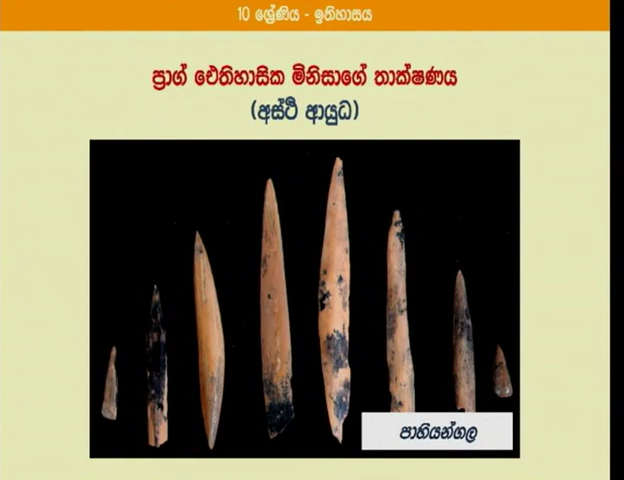 10 ශ්‍රේණිය - ඉතිහාසය
ප්‍රාග් ඓතිහාසික මිනිසාගේ තාක්ෂණය
(අස්ථි ආයුධ)
පාහියන්ගල